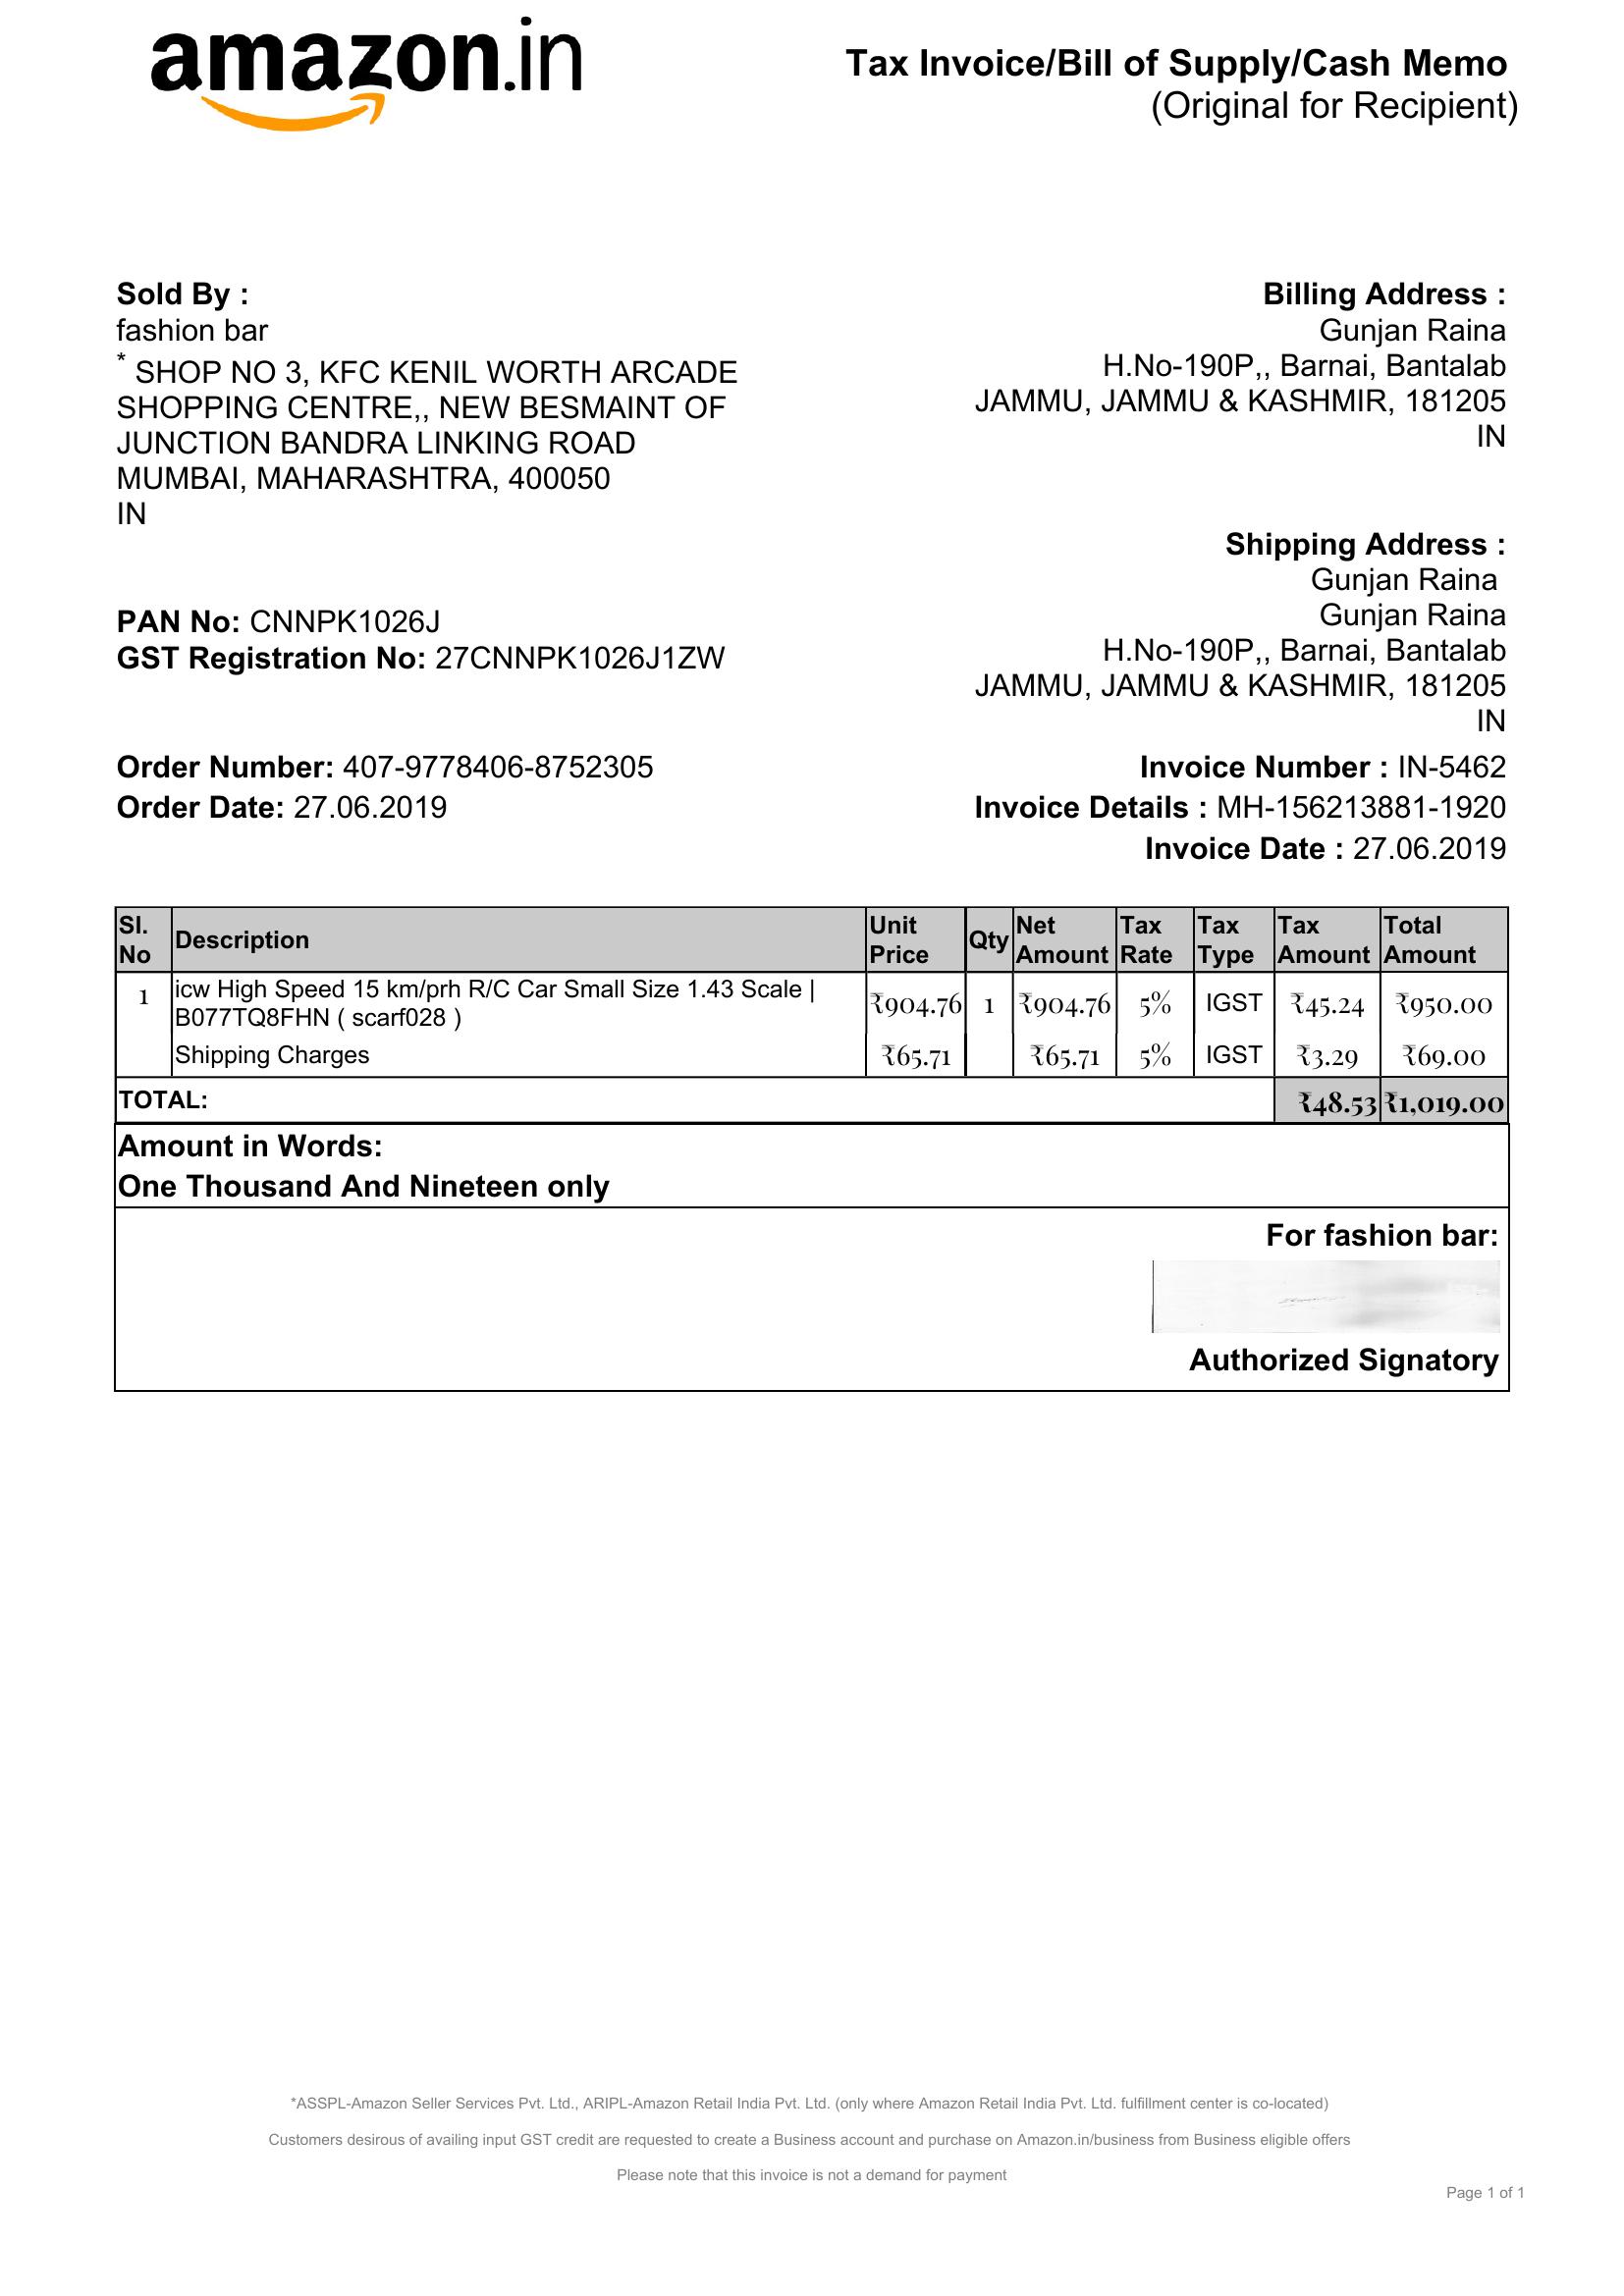 amazon.in
Tax Invoice/Bill of Supply/Cash Memo
(Original for Recipient)
Sold By :
fashion bar
* SHOP NO 3, KFC KENIL WORTH ARCADE
SHOPPING CENTRE,, NEW BESMAINT OF
JUNCTION BANDRA LINKING ROAD
MUMBAI, MAHARASHTRA, 400050
IN
Billing Address :
Gunjan Raina
H.No-190P,, Barnai, Bantalab
JAMMU, JAMMU & KASHMIR, 181205
IN
PAN No: CNNPK1026J
GST Registration No: 27CNNPK1026J1ZW
Shipping Address :
Gunjan Raina
Gunjan Raina
H.No-190P,, Barnai, Bantalab
JAMMU, JAMMU & KASHMIR, 181205
IN
Order Number: 407-9778406-8752305
Order Date: 27.06.2019
Invoice Number : IN-5462
Invoice Details : MH-156213881-1920
Invoice Date : 27.06.2019
Sl. No Description Unit Price Qty Net Amount Tax Rate Tax Type Tax Amount Total Amount
1 icw High Speed 15 km/prh R/C Car Small Size 1.43 Scale | ₹904.76 1 ₹904.76 5% IGST ₹45.24 ₹950.00
B077TQ8FHN ( scarf028 )
Shipping Charges ₹65.71 ₹65.71 5% IGST ₹3.29 ₹69.00
TOTAL: ₹48.53 ₹1,019.00
Amount in Words:
One Thousand And Nineteen only
For fashion bar:
Authorized Signatory
*ASSPL-Amazon Seller Services Pvt. Ltd., ARIPL-Amazon Retail India Pvt. Ltd. (only where Amazon Retail India Pvt. Ltd. fulfillment center is co-located)
Customers desirous of availing input GST credit are requested to create a Business account and purchase on Amazon.in/business from Business eligible offers
Please note that this invoice is not a demand for payment
Page 1 of 1